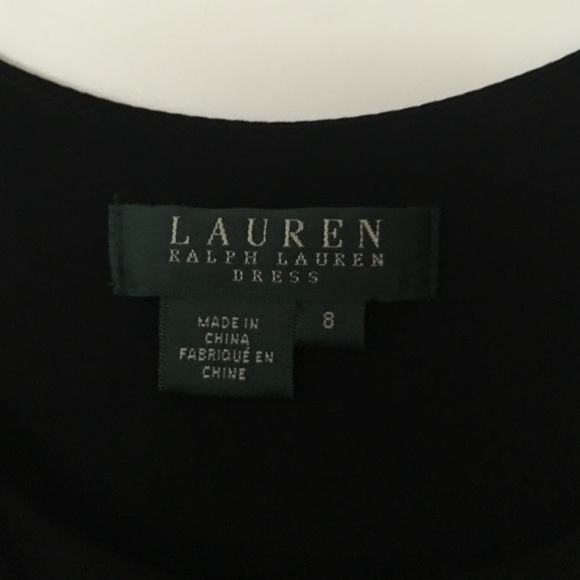 LAUREN
RALPH LAUREN
DRESS
MADE IN
CHINA
FABRIQUÉ EN
CHINE
8